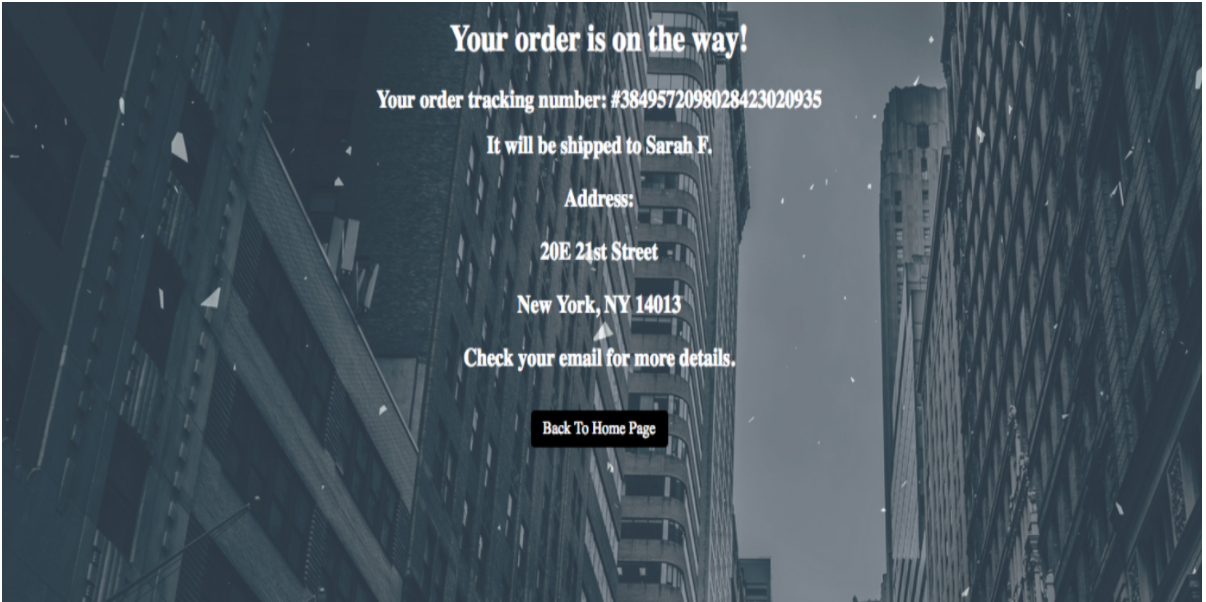 Your order is on the way!
Your order tracking number: #3849572098028423020935
It will be shipped to Sarah F.
Address:
20E 21st Street
New York, NY 14013
Check your email for more details.
Back To Home Page